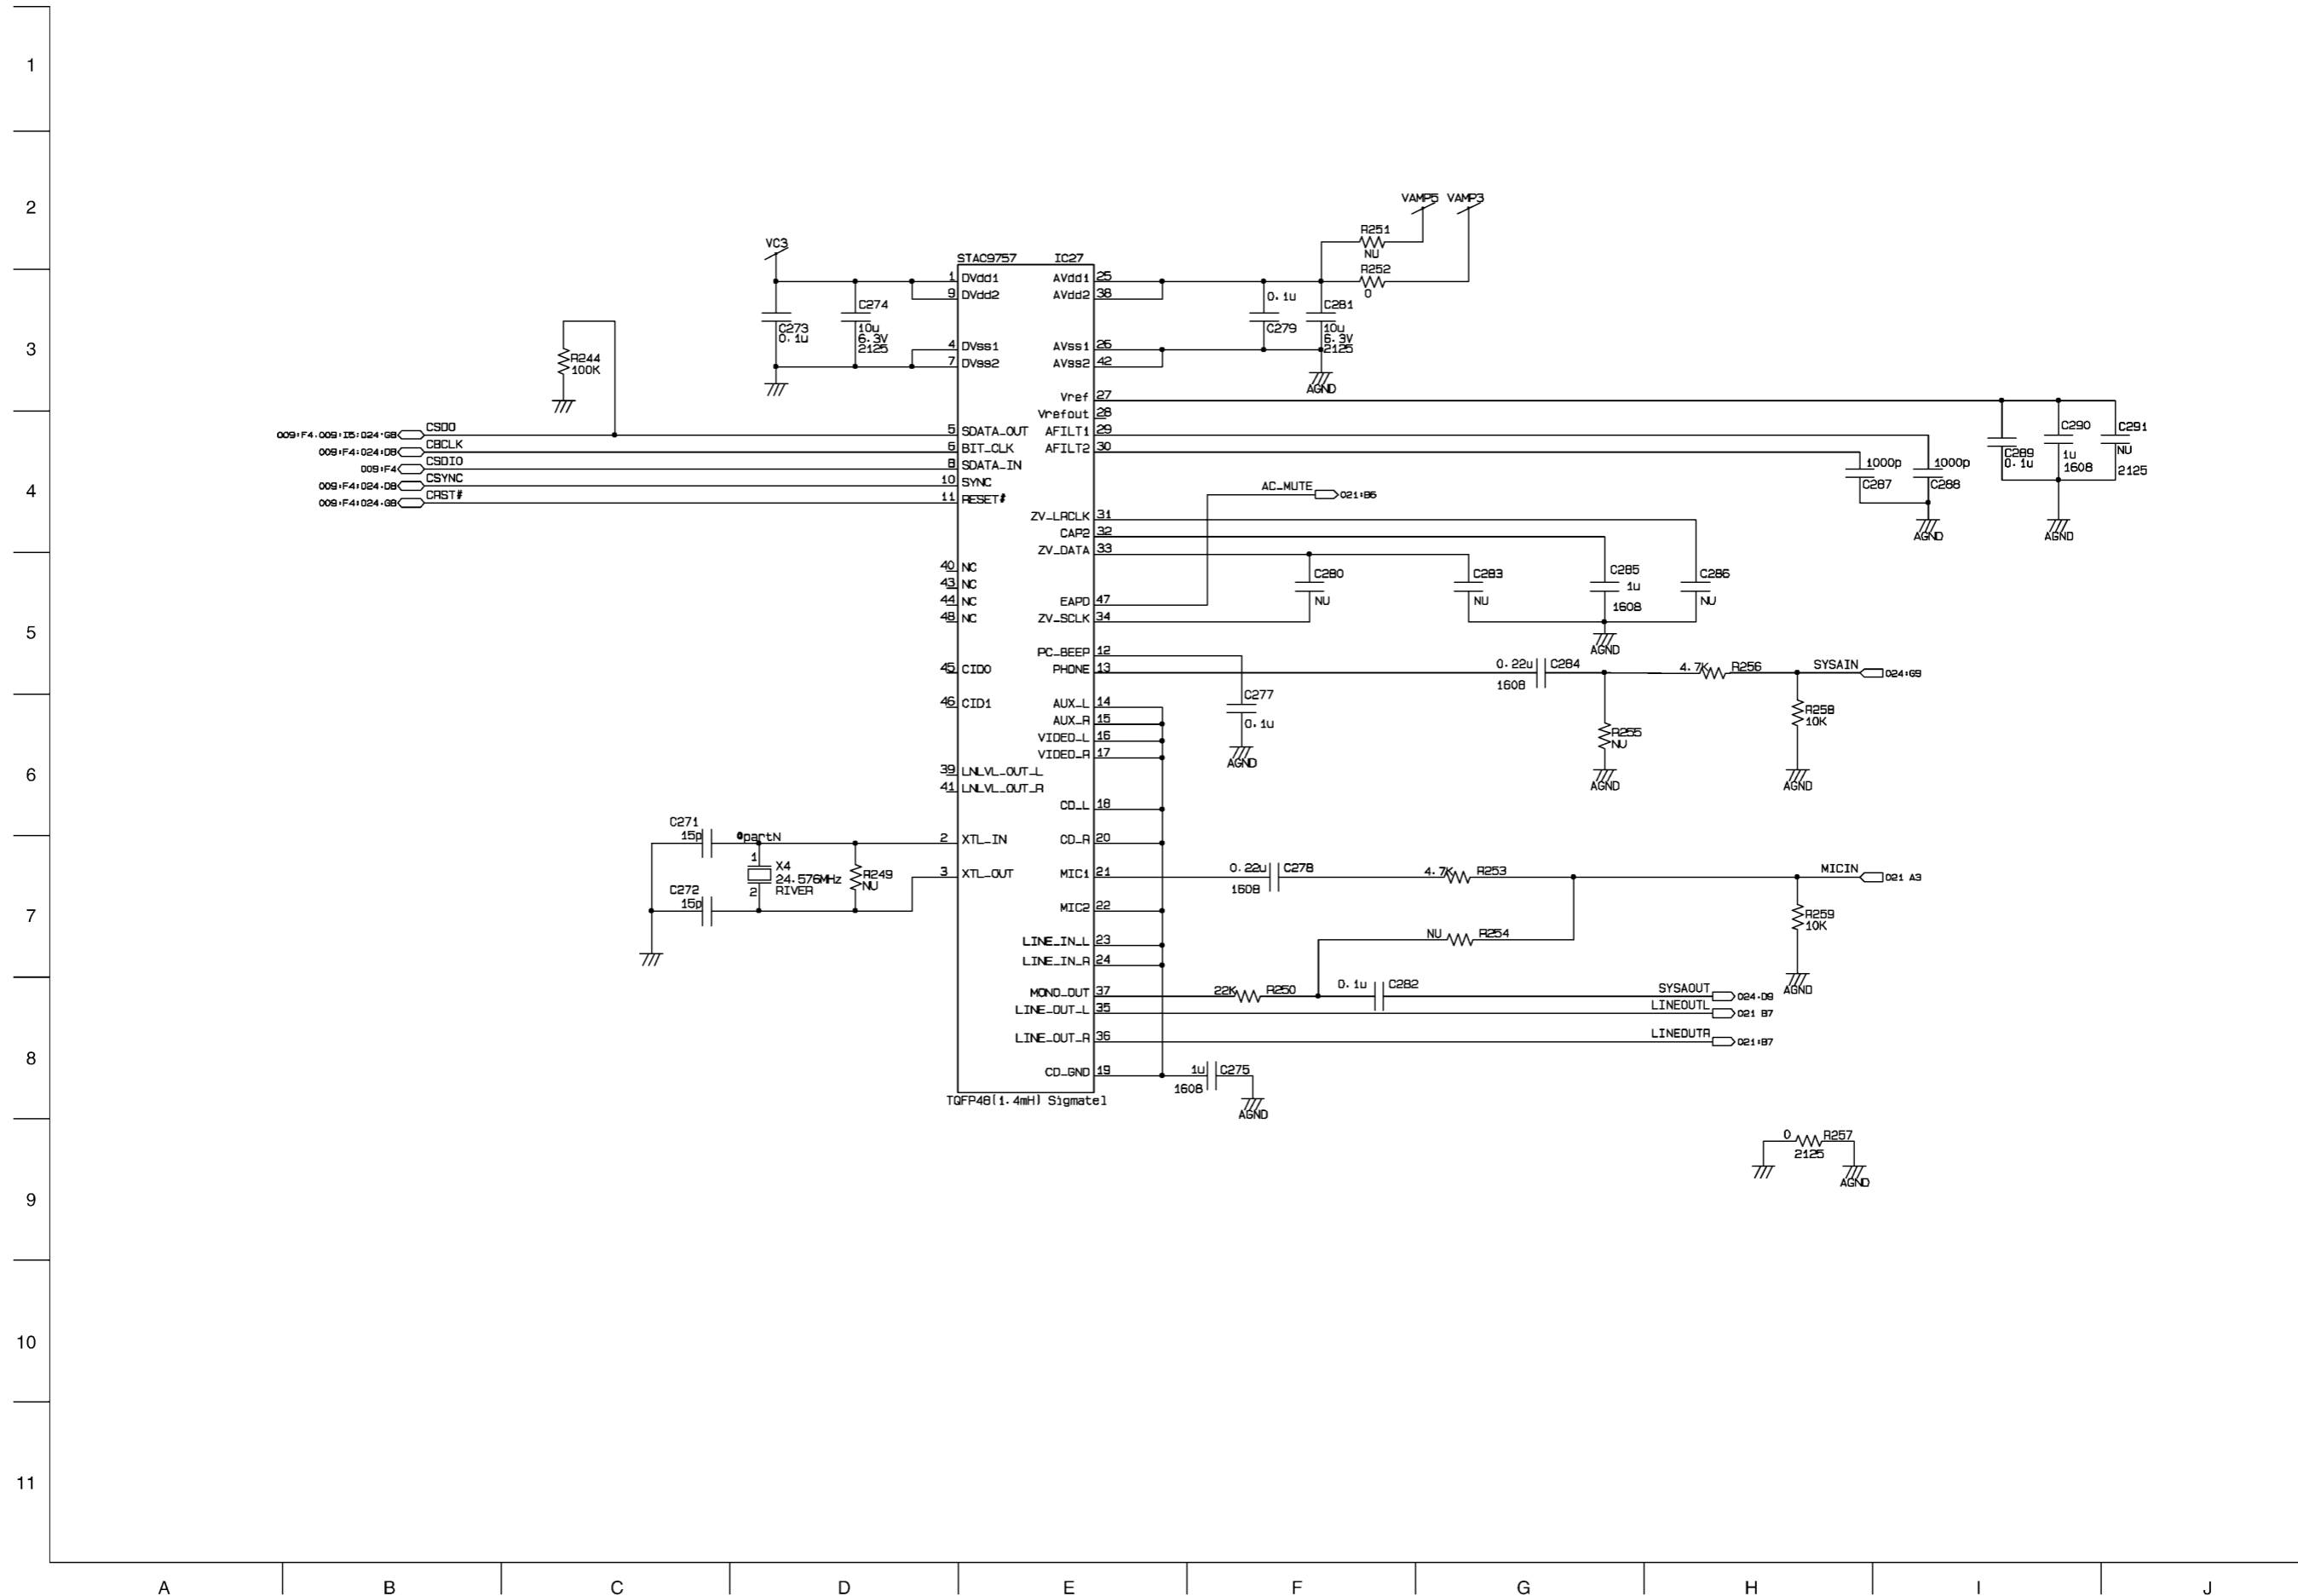 1
2
3
4
5
6
7
8
9
10
11
A
B
C
D
E
F
G
H
I
J
VC3
C273
0.1u
C274
10u
6.3V
2125
R244
100K
009:F4.009:I5:024:G8
CSDO
009:F4:024:D8
CBCLK
009:F4
CSDIO
009:F4:024.D8
CSYNC
009:F4:024.G8
CRST#
STAC9757
IC27
1 DVdd1
9 DVdd2
4 DVss1
7 DVss2
5 SDATA_OUT
6 BIT_CLK
8 SDATA_IN
10 SYNC
11 RESET#
40 NC
43 NC
44 NC
48 NC
45 CID0
46 CID1
39 LNLVL_OUT_L
41 LNLVL_OUT_R
2 XTL_IN
3 XTL_OUT
AVdd1 25
AVdd2 38
AVss1 26
AVss2 42
Vref 27
Vrefout 28
AFILT1 29
AFILT2 30
ZV_LRCLK 31
CAP2 32
ZV_DATA 33
EAPD 47
ZV_SCLK 34
PC_BEEP 12
PHONE 13
AUX_L 14
AUX_R 15
VIDEO_L 16
VIDEO_R 17
CD_L 18
CD_R 20
MIC1 21
MIC2 22
LINE_IN_L 23
LINE_IN_R 24
MONO_OUT 37
LINE_OUT_L 35
LINE_OUT_R 36
CD_GND 19
TQFP48(1.4mH) Sigmatel
C271
15p
C272
15p
@partN
1
2
X4
24.576MHz
RIVER
R249
NU
VAMP5
VAMP3
R251
NU
R252
0
0.1u
C279
C281
10u
6.3V
2125
AGND
C289
0.1u
C290
1u
1608
C291
NU
2125
AGND
1000p
C287
1000p
C288
AGND
AC_MUTE
021:B6
C280
NU
C283
NU
C285
1u
1608
C286
NU
AGND
C277
0.1u
AGND
0.22u
C284
1608
4.7K
R256
SYSAIN
024:G9
R255
NU
AGND
R258
10K
AGND
0.22u
C278
1608
4.7K
R253
MICIN
021 A3
NU
R254
R259
10K
AGND
22K
R250
0.1u
C282
SYSAOUT
024.D9
LINEOUTL
021 B7
LINEOUTR
021:B7
1u
C275
1608
AGND
0
R257
2125
AGND